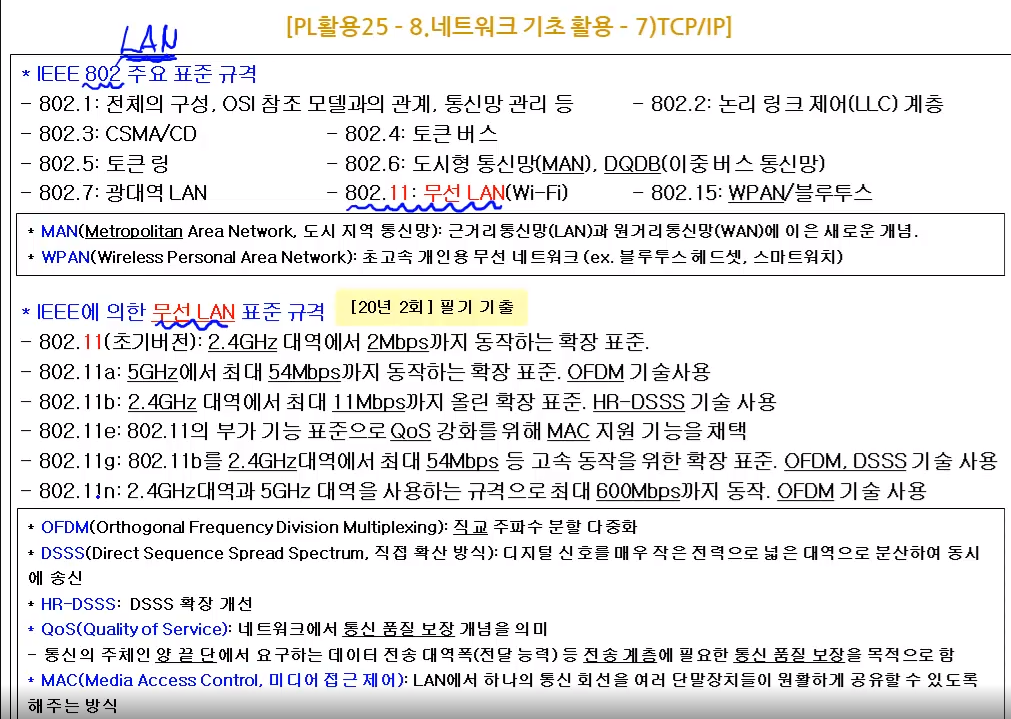 [PL활용25 - 8.네트워크 기초 활용 - 7)TCP/IP]
LAN
* IEEE 802 주요 표준 규격
- 802.1: 전체의 구성, OSI 참조 모델과의 관계, 통신망 관리 등 - 802.2: 논리 링크 제어(LLC) 계층
- 802.3: CSMA/CD - 802.4: 토큰 버스
- 802.5: 토큰 링 - 802.6: 도시형 통신망(MAN), DQDB(이중 버스 통신망)
- 802.7: 광대역 LAN - 802.11: 무선 LAN(Wi-Fi) - 802.15: WPAN/블루투스
* MAN(Metropolitan Area Network, 도시 지역 통신망): 근거리통신망(LAN)과 원거리통신망(WAN)에 이은 새로운 개념.
* WPAN(Wireless Personal Area Network): 초고속 개인용 무선 네트워크 (ex. 블루투스 헤드셋, 스마트워치)
* IEEE에 의한 무선 LAN 표준 규격 [20년 2회] 필기 기출
- 802.11(초기버전): 2.4GHz 대역에서 2Mbps까지 동작하는 확장 표준.
- 802.11a: 5GHz에서 최대 54Mbps까지 동작하는 확장 표준. OFDM 기술사용
- 802.11b: 2.4GHz 대역에서 최대 11Mbps까지 올린 확장 표준. HR-DSSS 기술 사용
- 802.11e: 802.11의 부가 기능 표준으로 QoS 강화를 위해 MAC 지원 기능을 채택
- 802.11g: 802.11b를 2.4GHz대역에서 최대 54Mbps 등 고속 동작을 위한 확장 표준. OFDM, DSSS 기술 사용
- 802.11n: 2.4GHz대역과 5GHz 대역을 사용하는 규격으로 최대 600Mbps까지 동작. OFDM 기술 사용
* OFDM(Orthogonal Frequency Division Multiplexing): 직교 주파수 분할 다중화
* DSSS(Direct Sequence Spread Spectrum, 직접 확산 방식): 디지털 신호를 매우 작은 전력으로 넓은 대역으로 분산하여 동시
에 송신
* HR-DSSS: DSSS 확장 개선
* QoS(Quality of Service): 네트워크에서 통신 품질 보장 개념을 의미
- 통신의 주체인 양 끝 단에서 요구하는 데이터 전송 대역폭(전달 능력) 등 전송 계층에 필요한 통신 품질 보장을 목적으로 함
* MAC(Media Access Control, 미디어 접근 제어): LAN에서 하나의 통신 회선을 여러 단말장치들이 원활하게 공유할 수 있도록
해주는 방식